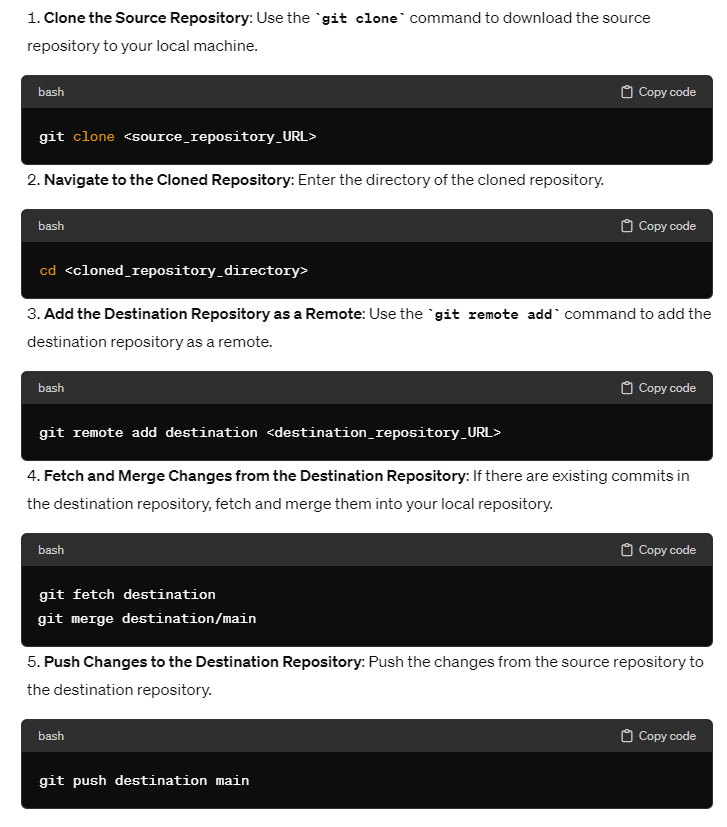 1. Clone the Source Repository: Use the `git clone` command to download the source
repository to your local machine.
bash Copy code
git clone <source_repository_URL>
2. Navigate to the Cloned Repository: Enter the directory of the cloned repository.
bash Copy code
cd <cloned_repository_directory>
3. Add the Destination Repository as a Remote: Use the `git remote add` command to add the
destination repository as a remote.
bash Copy code
git remote add destination <destination_repository_URL>
4. Fetch and Merge Changes from the Destination Repository: If there are existing commits in
the destination repository, fetch and merge them into your local repository.
bash Copy code
git fetch destination
git merge destination/main
5. Push Changes to the Destination Repository: Push the changes from the source repository to
the destination repository.
bash Copy code
git push destination main